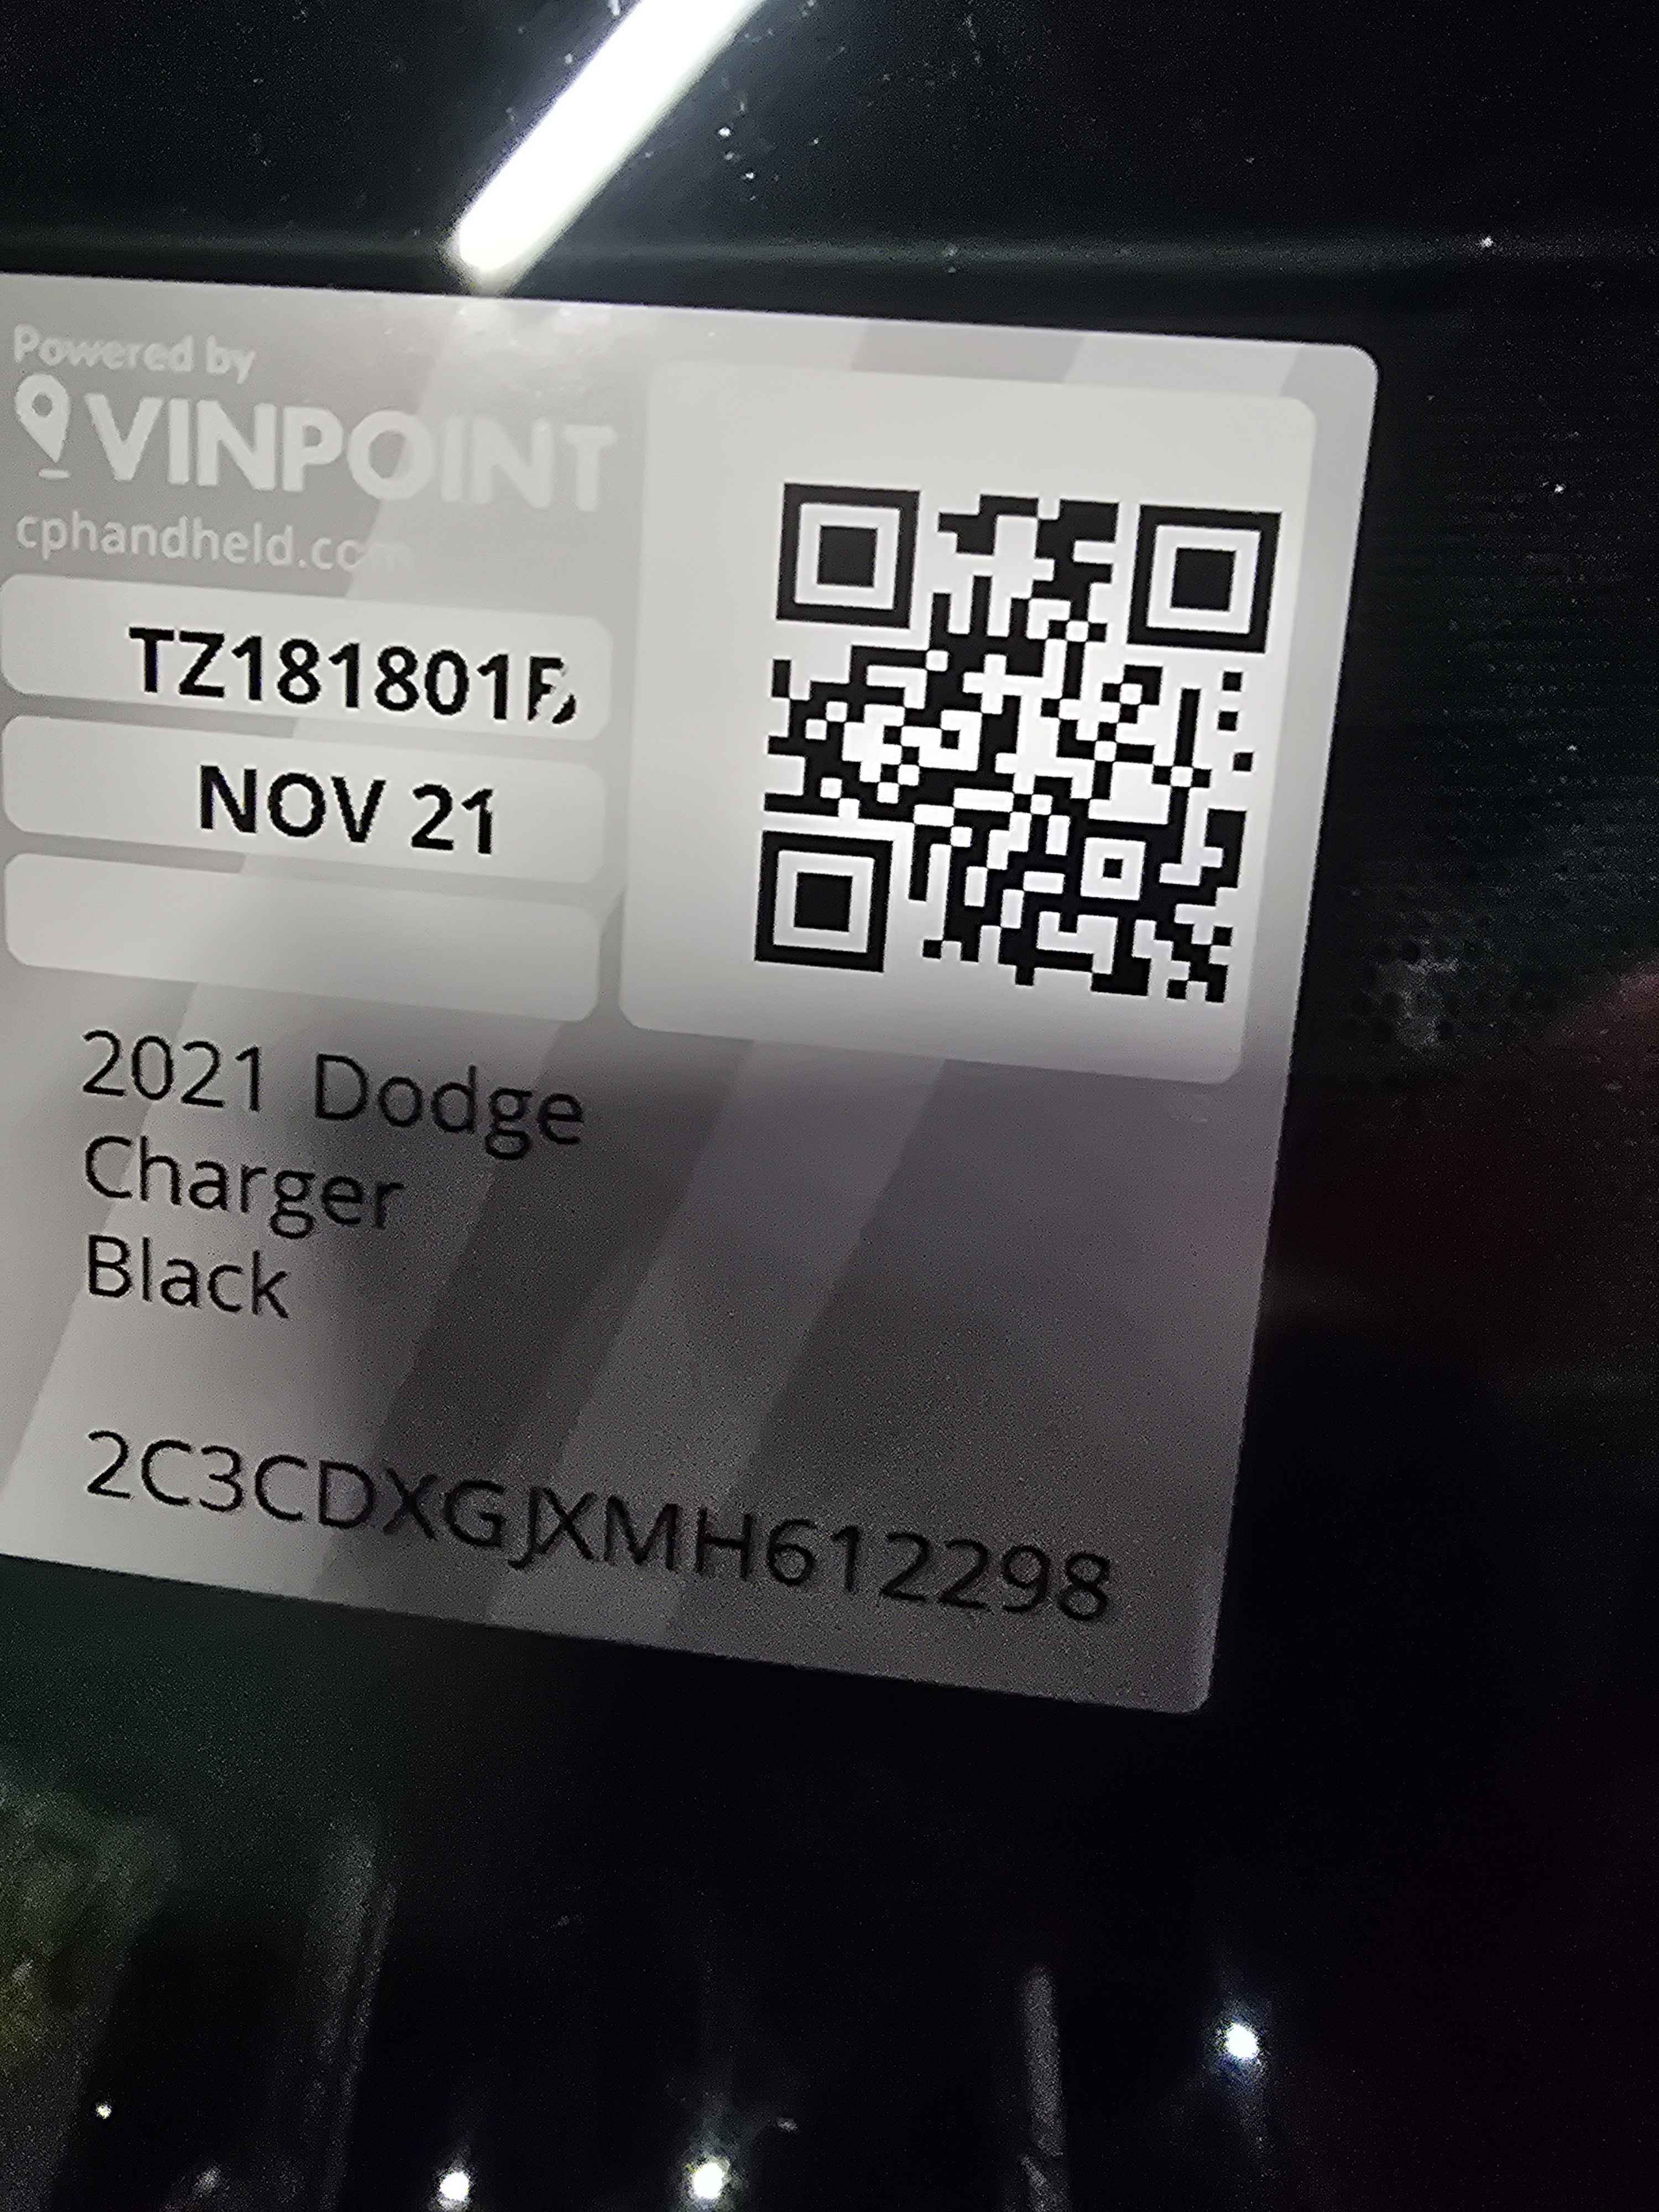 Powered by
VINPOINT
cphandheld.com
NOV 21
2021 Dodge
Charger
Black
2C3CDXGJXMH612298